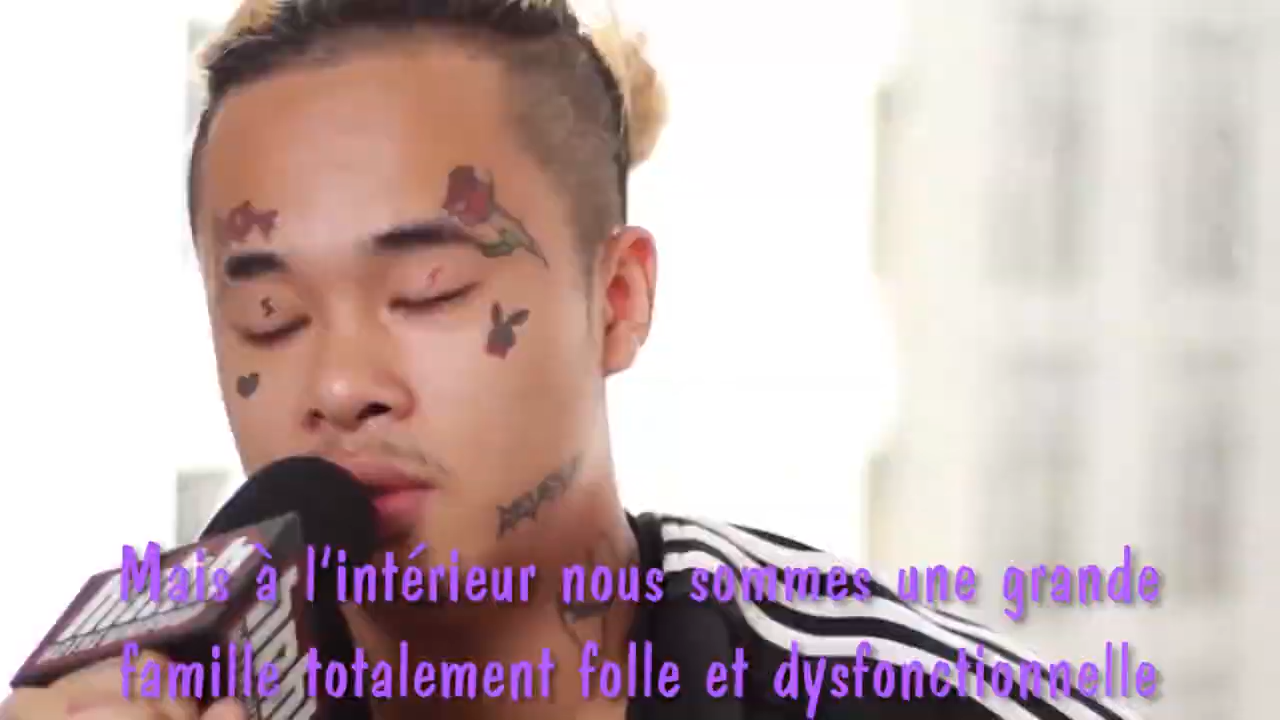 Mais à l'intérieur nous sommes une grande
famille totalement folle et dysfonctionnelle